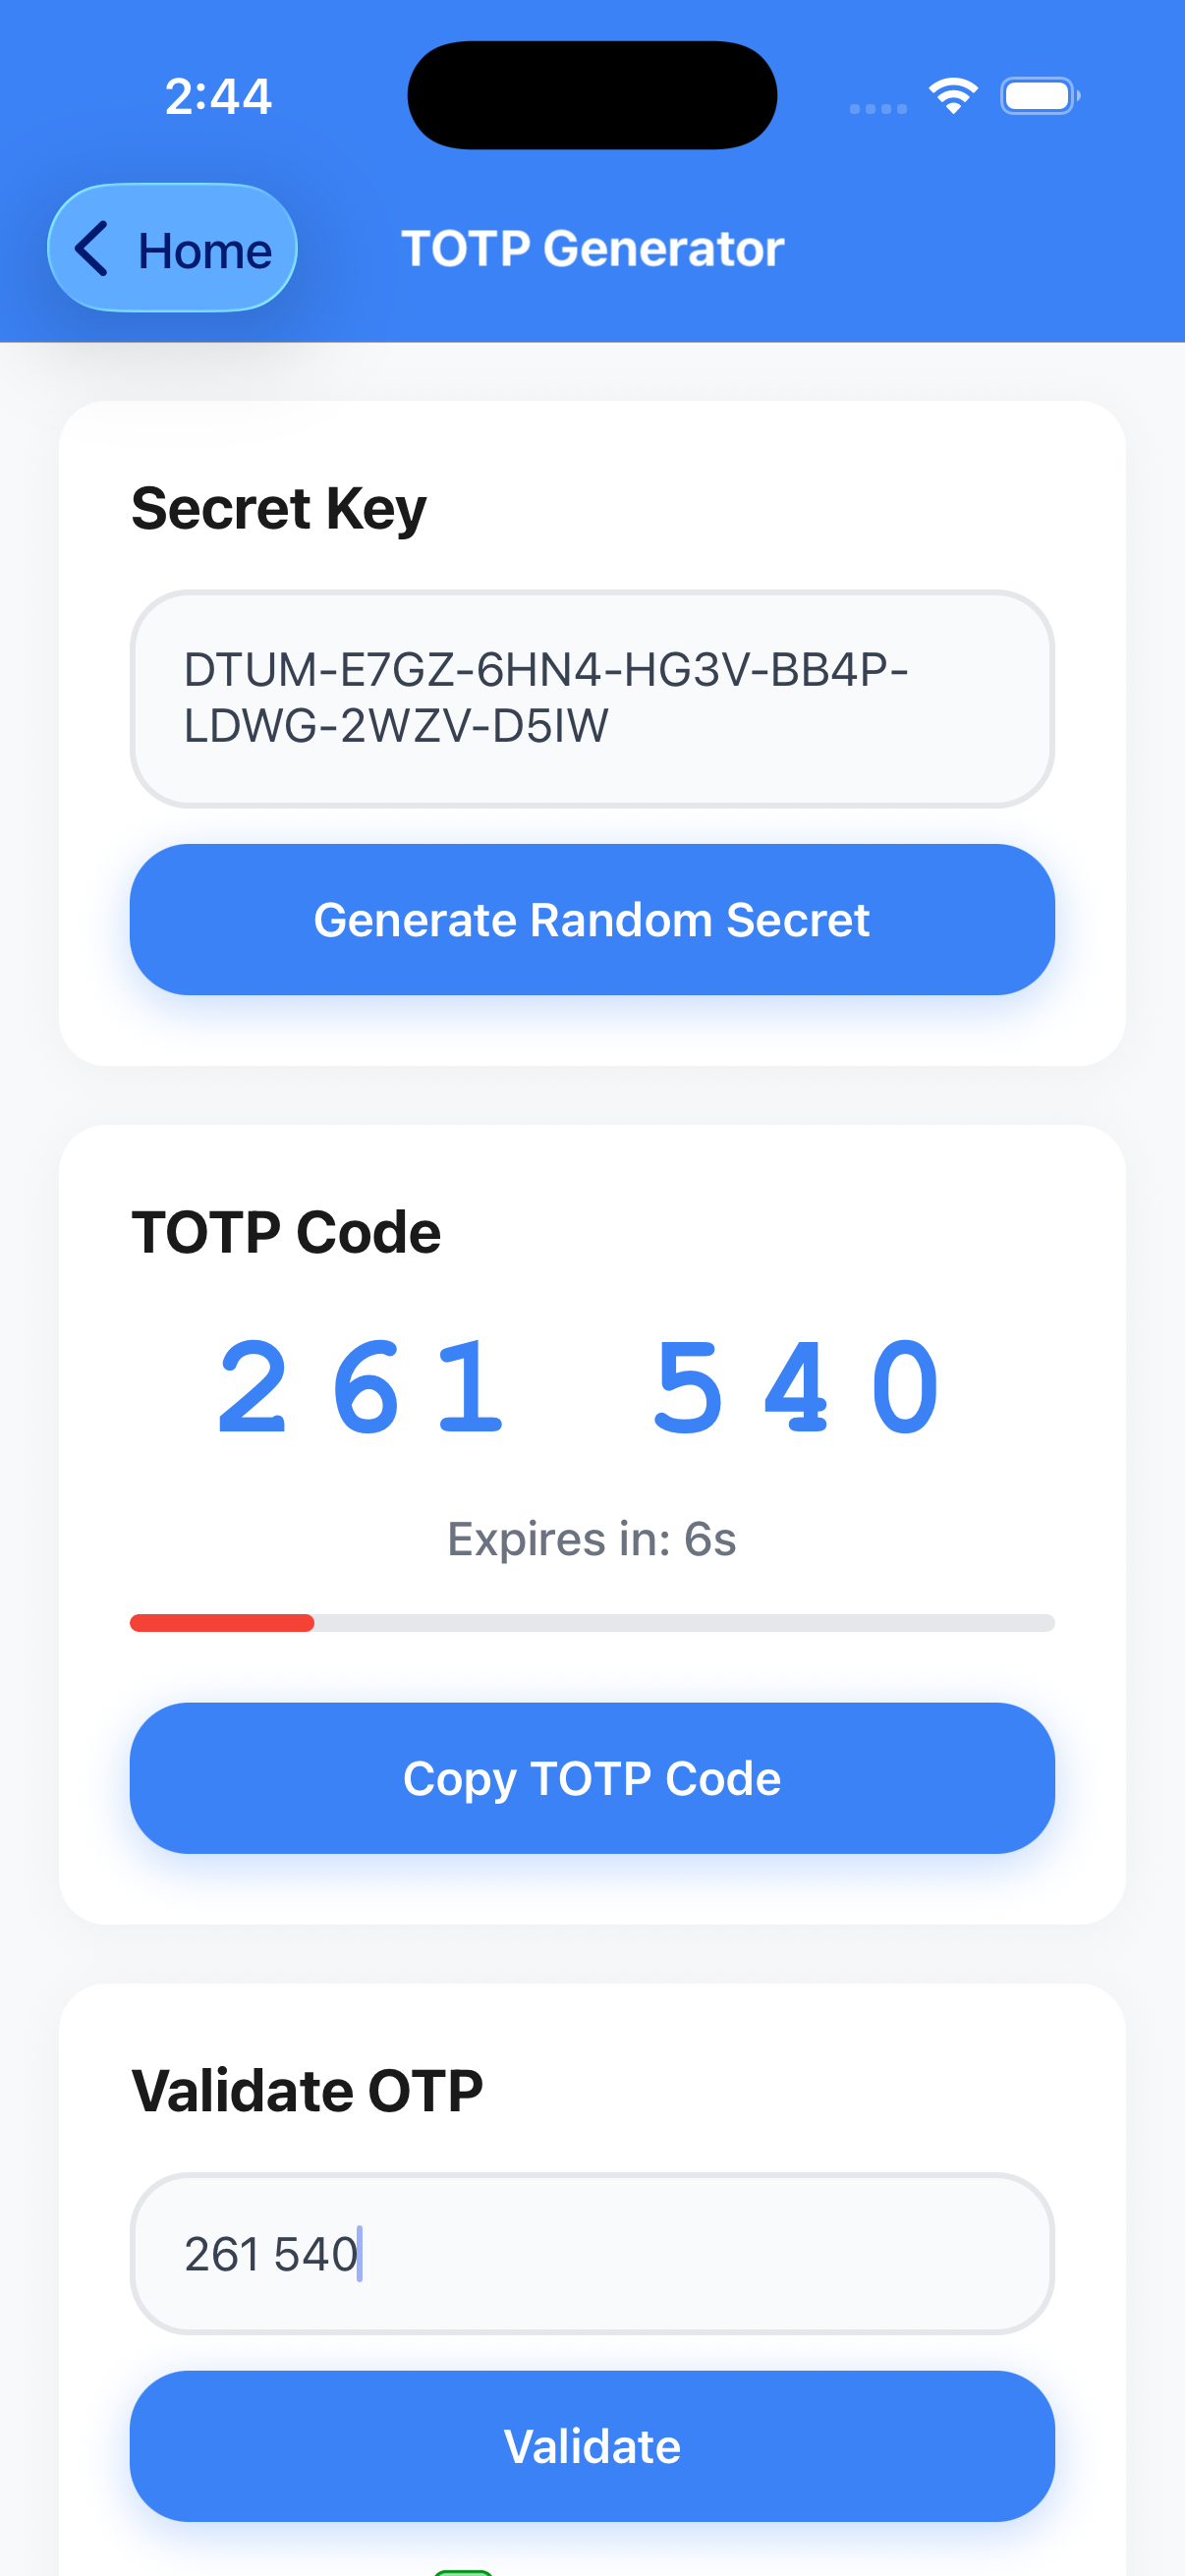 2:44
Home
TOTP Generator
Secret Key
DTUM-E7GZ-6HN4-HG3V-BB4P-
LDWG-2WZV-D5IW
Generate Random Secret
TOTP Code
261 540
Expires in: 6s
Copy TOTP Code
Validate OTP
261 540
Validate